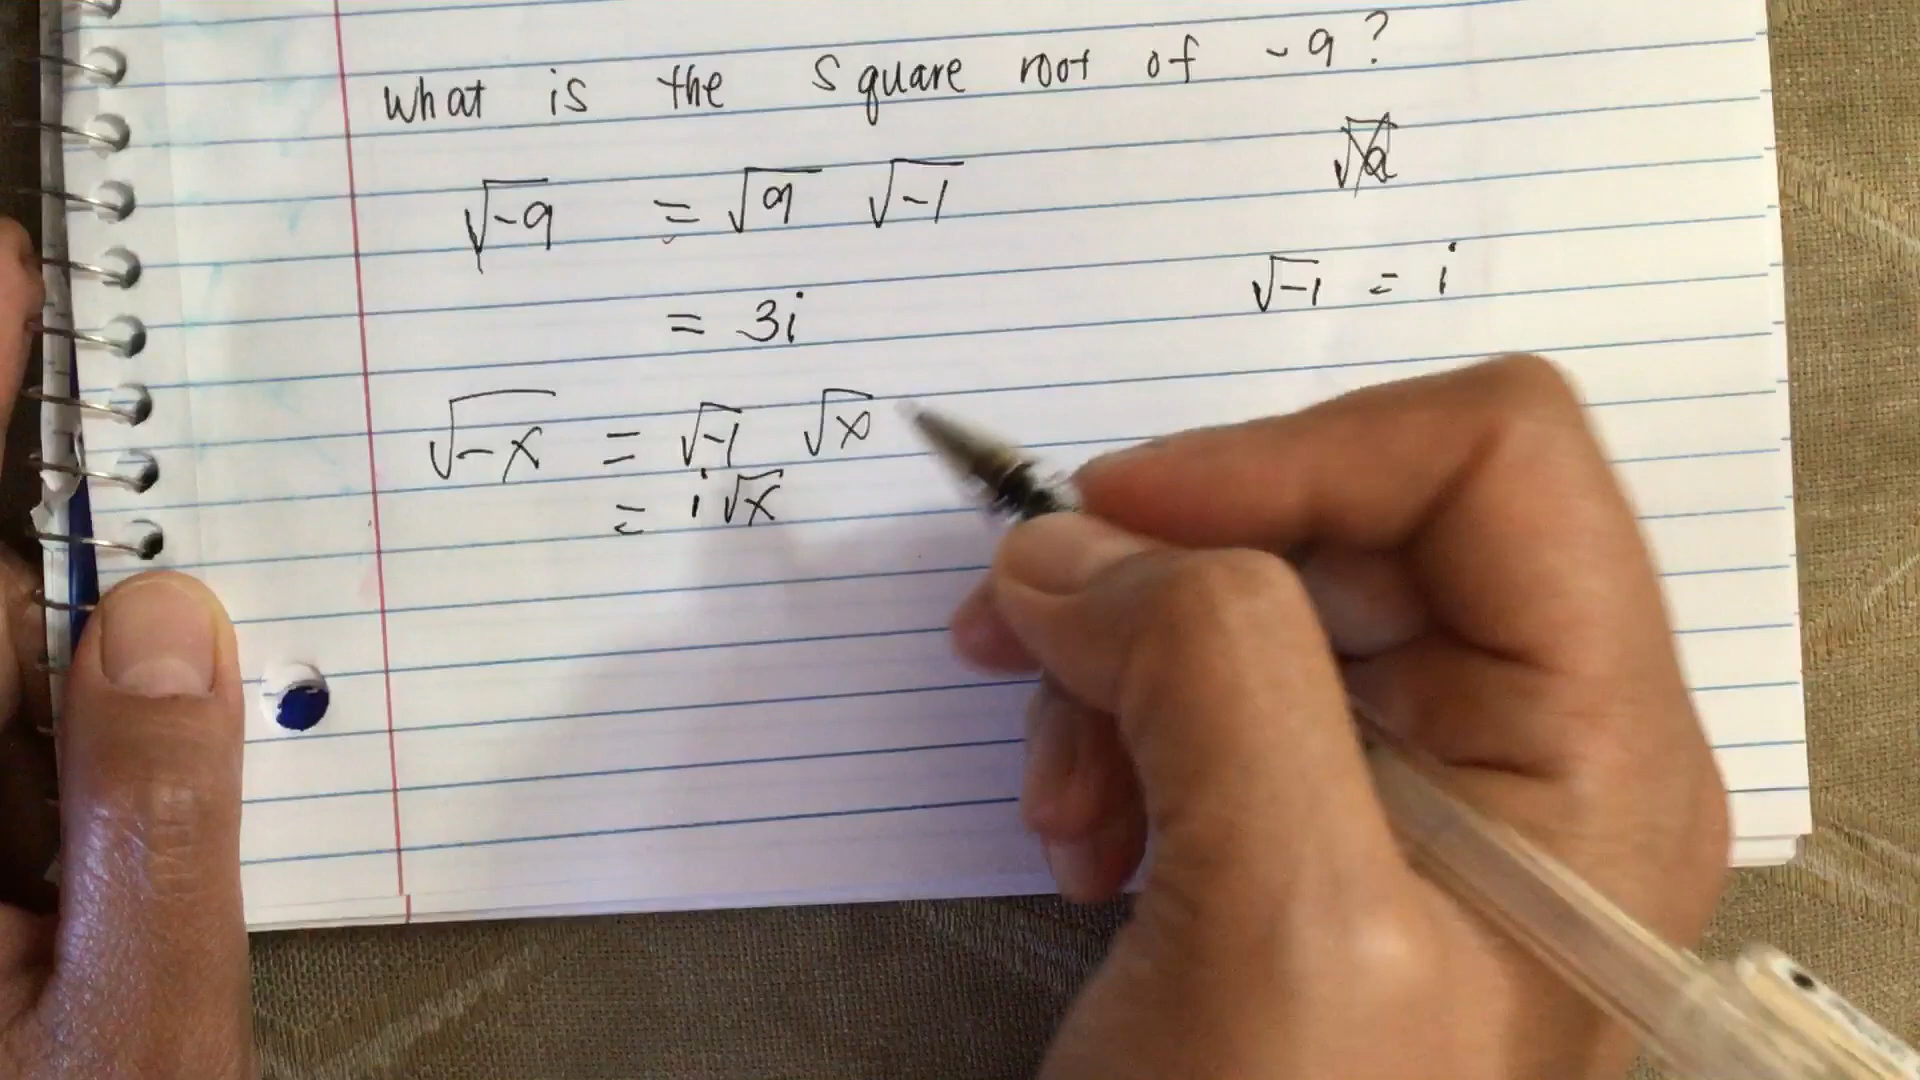 What is the square root of -9?
√-9 = √9 √-1
= 3i
√-1 = i
√-x = √-1 √x
= i√x